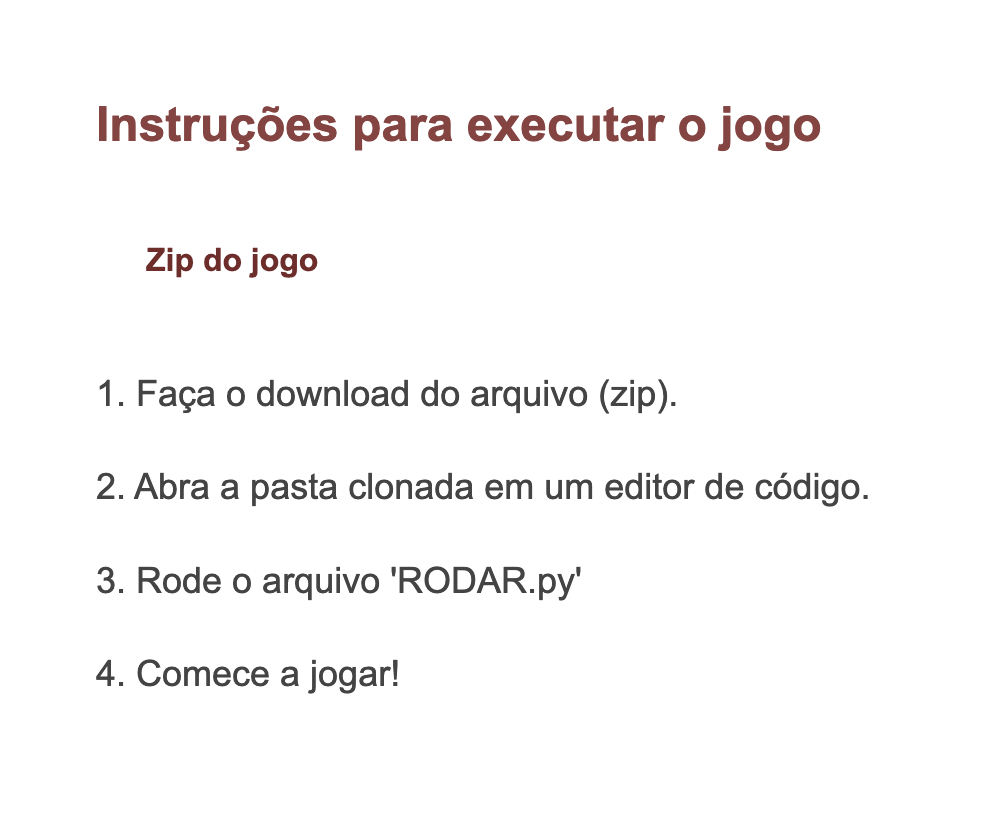 Instruções para executar o jogo
Zip do jogo
1. Faça o download do arquivo (zip).
2. Abra a pasta clonada em um editor de código.
3. Rode o arquivo 'RODAR.py'
4. Comece a jogar!